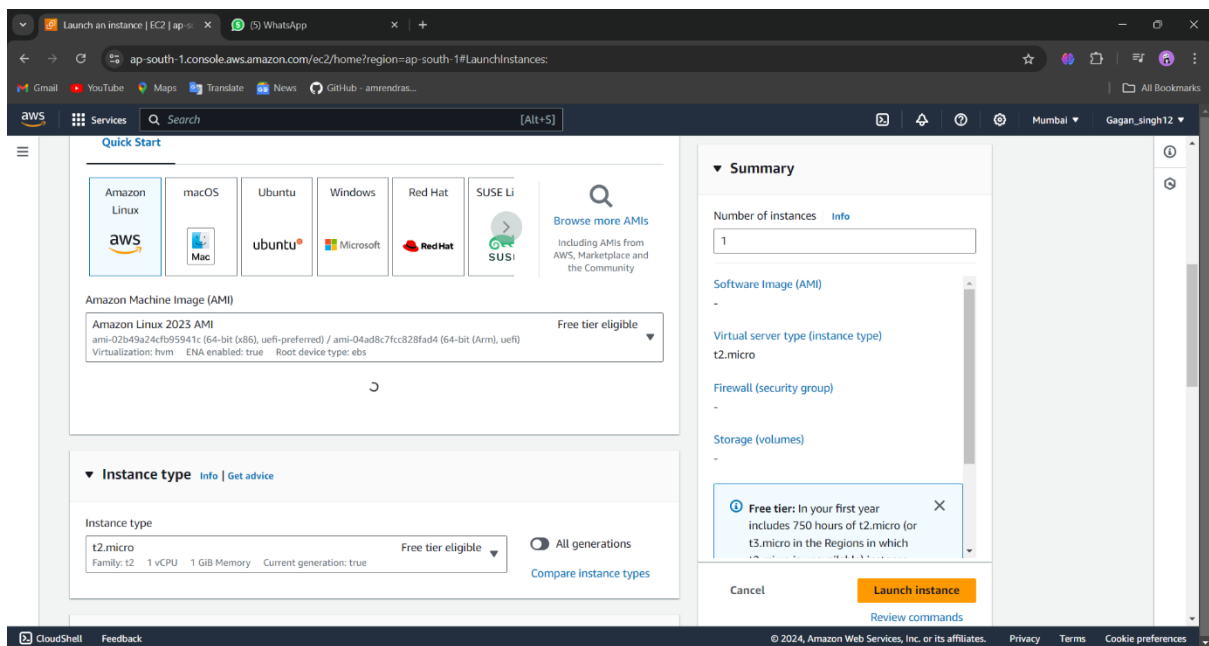 Launch an instance | EC2 | ap-so
(5) WhatsApp
ap-south-1.console.aws.amazon.com/ec2/home?region=ap-south-1#LaunchInstances:
Gmail YouTube Maps Translate News GitHub - amrendras... All Bookmarks
aws Services Search [Alt+S] Mumbai Gagan_singh12
Quick Start
Amazon Linux
aws
macOS
Mac
Ubuntu
ubuntu
Windows
Microsoft
Red Hat
Red Hat
SUSE Li
SUS
Browse more AMIs
Including AMIs from
AWS, Marketplace and
the Community
Amazon Machine Image (AMI)
Amazon Linux 2023 AMI Free tier eligible
ami-02b49a24cfb95941c (64-bit (x86), uefi-preferred) / ami-04ad8c7fcc828fad4 (64-bit (Arm), uefi)
Virtualization: hvm ENA enabled: true Root device type: ebs
Instance type Info | Get advice
Instance type
t2.micro Free tier eligible
Family: t2 1 vCPU 1 GiB Memory Current generation: true
All generations
Compare instance types
Summary
Number of instances Info
1
Software Image (AMI)
-
Virtual server type (instance type)
t2.micro
Firewall (security group)
-
Storage (volumes)
-
Free tier: In your first year
includes 750 hours of t2.micro (or
t3.micro in the Regions in which
Cancel Launch instance
Review commands
CloudShell Feedback © 2024, Amazon Web Services, Inc. or its affiliates. Privacy Terms Cookie preferences